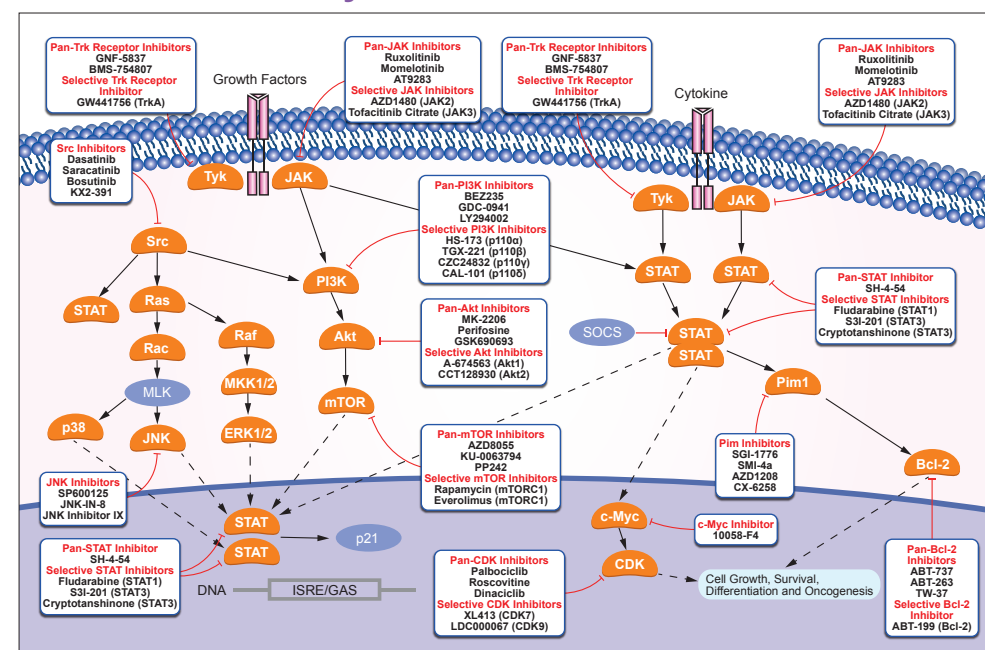 Pan-Trk Receptor Inhibitors
GNF-5837
BMS-754807
Selective Trk Receptor
Inhibitor
GW441756 (TrkA)
Growth Factors
Pan-JAK Inhibitors
Ruxolitinib
Momelotinib
AT9283
Selective JAK Inhibitors
AZD1480 (JAK2)
Tofacitinib Citrate (JAK3)
Pan-Trk Receptor Inhibitors
GNF-5837
BMS-754807
Selective Trk Receptor
Inhibitor
GW441756 (TrkA)
Cytokine
Pan-JAK Inhibitors
Ruxolitinib
Momelotinib
AT9283
Selective JAK Inhibitors
AZD1480 (JAK2)
Tofacitinib Citrate (JAK3)
Src Inhibitors
Dasatinib
Saracatinib
Bosutinib
KX2-391
Tyk
JAK
Pan-PI3K Inhibitors
BEZ235
GDC-0941
LY294002
Selective PI3K Inhibitors
HS-173 (p110α)
TGX-221 (p110β)
CZC24832 (p110γ)
CAL-101 (p110δ)
Tyk
JAK
Src
PI3K
STAT
STAT
Pan-STAT Inhibitor
SH-4-54
Selective STAT Inhibitors
Fludarabine (STAT1)
S3I-201 (STAT3)
Cryptotanshinone (STAT3)
STAT
Ras
Raf
Akt
Pan-Akt Inhibitors
MK-2206
Perifosine
GSK690693
Selective Akt Inhibitors
A-674563 (Akt1)
CCT128930 (Akt2)
SOCS
STAT
STAT
Rac
MLK
MKK1/2
mTOR
Pim1
p38
JNK
ERK1/2
Pan-mTOR Inhibitors
AZD8055
KU-0063794
PP242
Selective mTOR Inhibitors
Rapamycin (mTORC1)
Everolimus (mTORC1)
Pim Inhibitors
SGI-1776
SMI-4a
AZD1208
CX-6258
Bcl-2
JNK Inhibitors
SP600125
JNK-IN-8
JNK Inhibitor IX
STAT
STAT
p21
c-Myc
c-Myc Inhibitor
10058-F4
Pan-STAT Inhibitor
SH-4-54
Selective STAT Inhibitors
Fludarabine (STAT1)
S3I-201 (STAT3)
Cryptotanshinone (STAT3)
DNA
ISRE/GAS
Pan-CDK Inhibitors
Palbociclib
Roscovitine
Dinaciclib
Selective CDK Inhibitors
XL413 (CDK7)
LDC000067 (CDK9)
CDK
Cell Growth, Survival,
Differentiation and Oncogenesis
Pan-Bcl-2
Inhibitors
ABT-737
ABT-263
TW-37
Selective Bcl-2
Inhibitor
ABT-199 (Bcl-2)